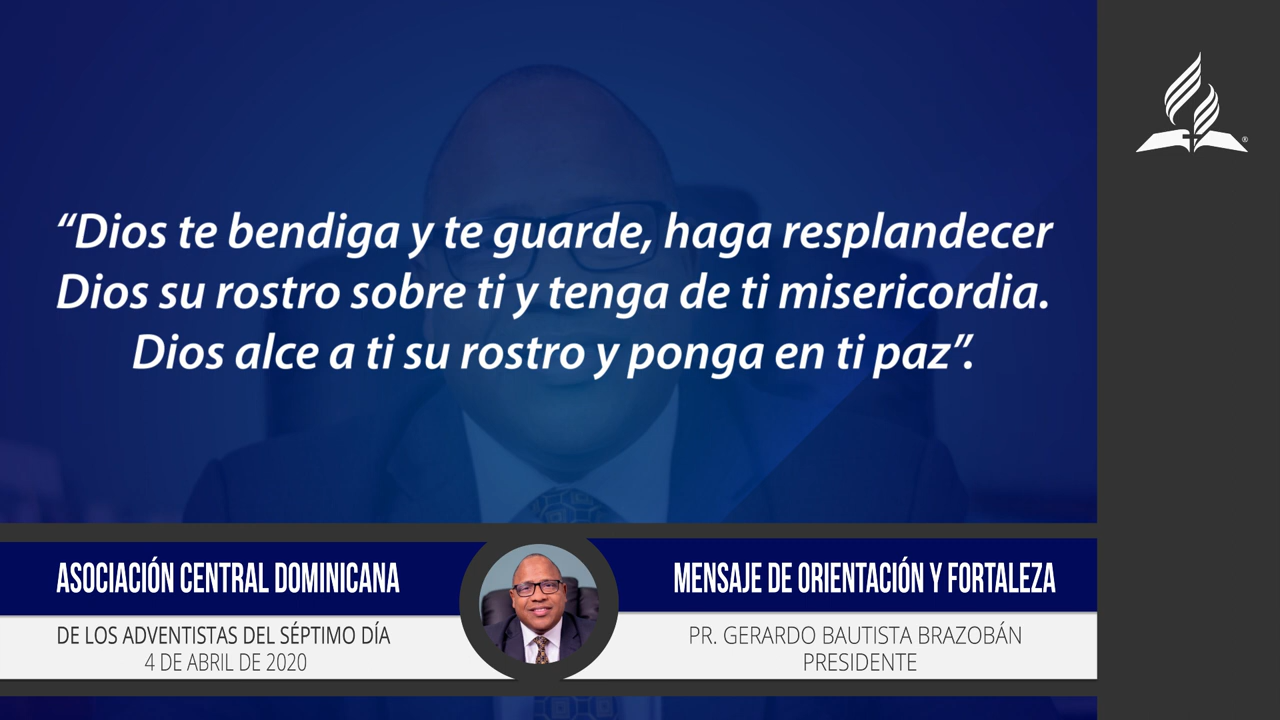 “Dios te bendiga y te guarde, haga resplandecer
Dios su rostro sobre ti y tenga de ti misericordia.
Dios alce a ti su rostro y ponga en ti paz”.
ASOCIACIÓN CENTRAL DOMINICANA
DE LOS ADVENTISTAS DEL SÉPTIMO DÍA
4 DE ABRIL DE 2020
MENSAJE DE ORIENTACIÓN Y FORTALEZA
PR. GERARDO BAUTISTA BRAZOBÁN
PRESIDENTE
®